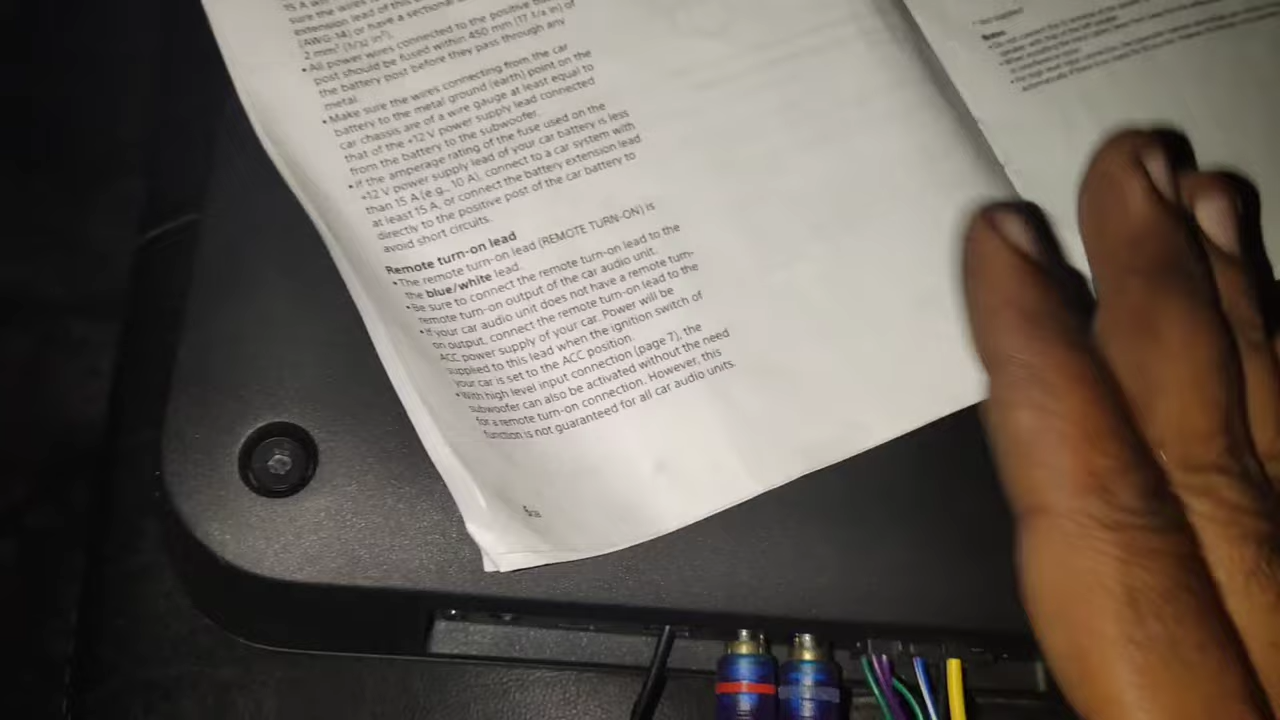 15 A
sure the wires
extension lead of this
(AWG-14) or have a sectional
2 mm²
• All power wires connected to the positive
post should be fused within 450 mm (17 in) of
the battery post before they pass through any
metal.
• Make sure the wires connecting from the car
battery to the metal ground (earth) point on the
car chassis are of a wire gauge at least equal to
that of the +12 V power supply lead connected
from the battery to the subwoofer.
• If the amperage rating of the fuse used on the
+12 V power supply lead of your car battery is less
than 15 A (e.g., 10 A), connect to a car system with
at least 15 A, or connect the battery extension lead
directly to the positive post of the car battery to
avoid short circuits.
Remote turn-on lead
• The remote turn-on lead (REMOTE TURN-ON) is
the blue/white lead.
• Be sure to connect the remote turn-on lead to the
remote turn-on output of the car audio unit.
• If your car audio unit does not have a remote turn-
on output, connect the remote turn-on lead to the
ACC power supply of your car. Power will be
supplied to this lead when the ignition switch of
your car is set to the ACC position.
• With high level input connection (page 7), the
subwoofer can also be activated without the need
for a remote turn-on connection. However, this
function is not guaranteed for all car audio units.
6GB
Notes